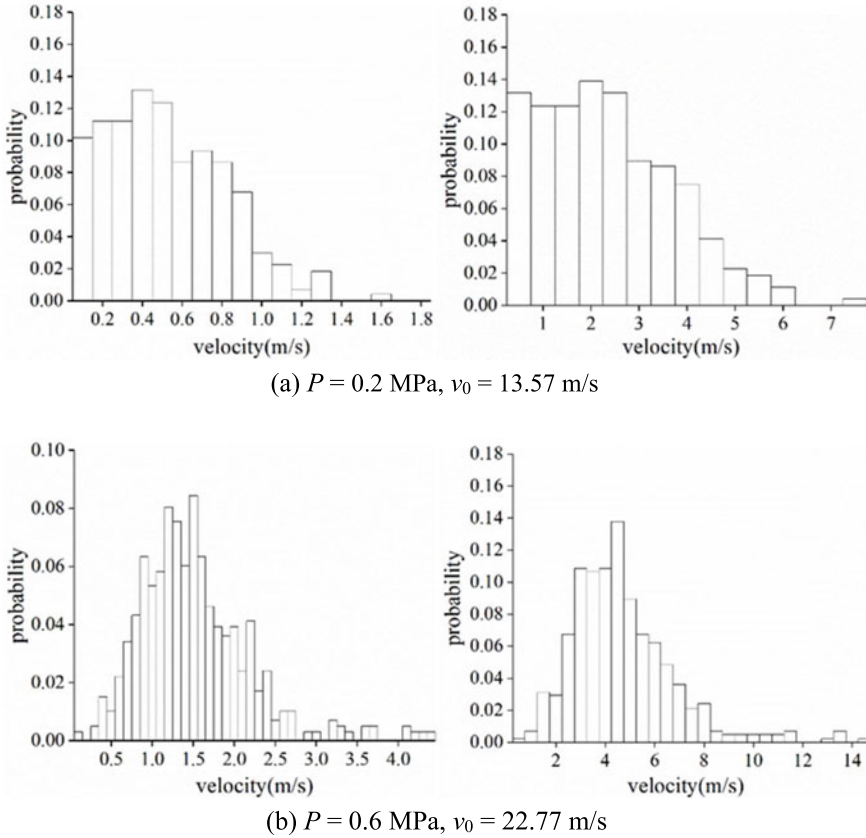 0.18
0.16
0.14
0.12
0.10
0.08
0.06
0.04
0.02
0.00
probability
0.2 0.4 0.6 0.8 1.0 1.2 1.4 1.6 1.8
velocity(m/s)
0.18
0.16
0.14
0.12
0.10
0.08
0.06
0.04
0.02
0.00
probability
1 2 3 4 5 6 7
velocity(m/s)
(a) P = 0.2 MPa, v₀ = 13.57 m/s
0.10
0.08
0.06
0.04
0.02
0.00
probability
0.5 1.0 1.5 2.0 2.5 3.0 3.5 4.0
velocity(m/s)
0.18
0.16
0.14
0.12
0.10
0.08
0.06
0.04
0.02
0.00
probability
2 4 6 8 10 12 14
velocity(m/s)
(b) P = 0.6 MPa, v₀ = 22.77 m/s